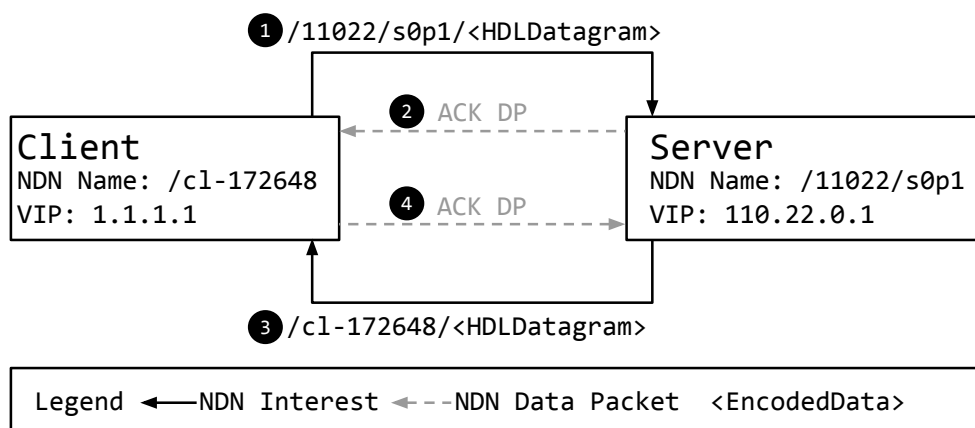 1 /11022/s0p1/<HDLDatagram>
2 ACK DP
Client
NDN Name: /cl-172648
VIP: 1.1.1.1
Server
NDN Name: /11022/s0p1
VIP: 110.22.0.1
4 ACK DP
3 /cl-172648/<HDLDatagram>
Legend NDN Interest NDN Data Packet <EncodedData>